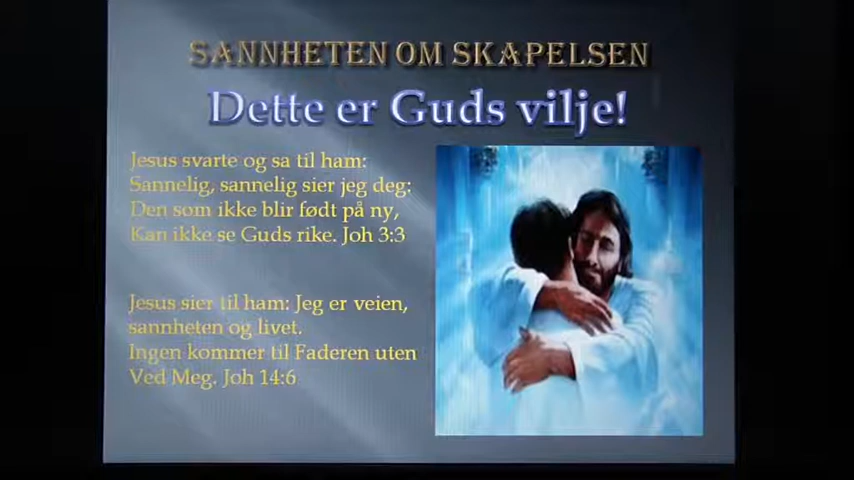 SANNHETEN OM SKAPELSEN
Dette er Guds vilje!
Jesus svarte og sa til ham:
Sannelig, sannelig sier jeg deg:
Den som ikke blir født på ny,
Kan ikke se Guds rike. Joh 3:3
Jesus sier til ham: Jeg er veien,
sannheten og livet.
Ingen kommer til Faderen uten
Ved Meg. Joh 14:6